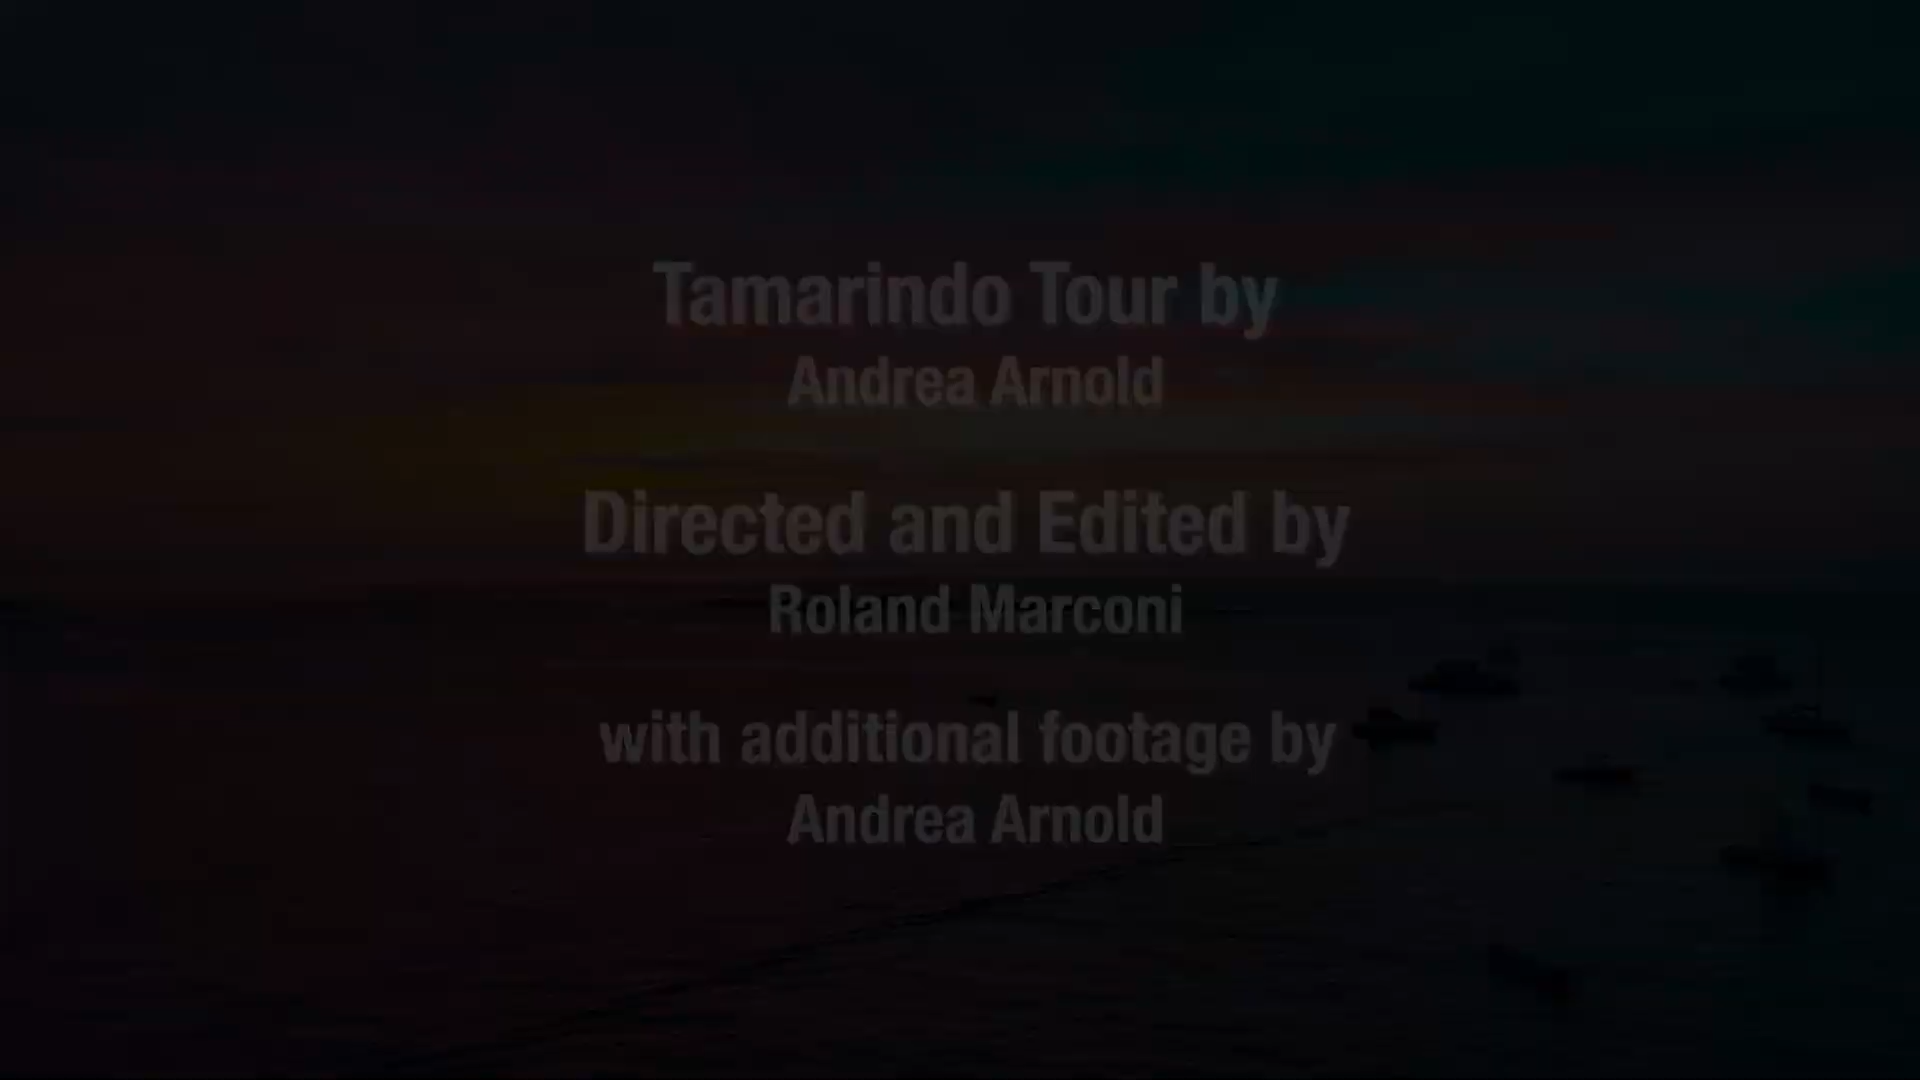 Tamarindo Tour by
Andrea Arnold
Directed and Edited by
Roland Marconi
with additional footage by
Andrea Arnold